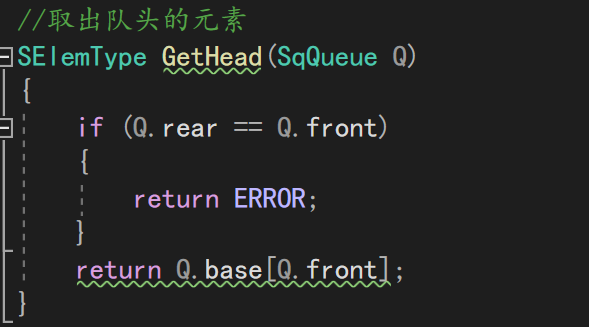 //取出队头的元素
SElemType GetHead(SqQueue Q)
{
if (Q.rear == Q.front)
{
return ERROR;
}
return Q.base[Q.front];
}